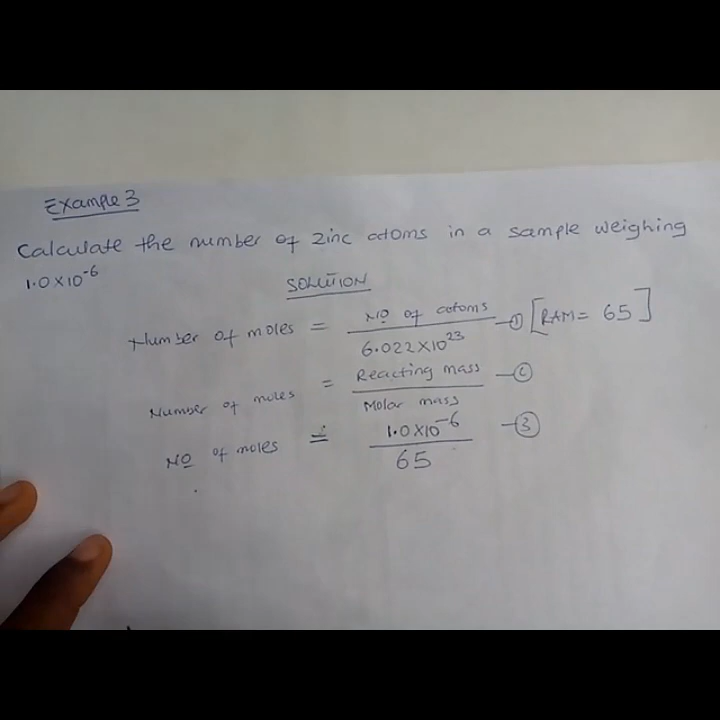 Example 3
Calculate the number of zinc atoms in a sample weighing
1.0×10⁻⁶
SOLUTION
Number of moles = No of atoms / 6.022×10²³ —① [RAM = 65]
Number of moles = Reacting mass / Molar mass —②
No of moles = 1.0×10⁻⁶ / 65 —③